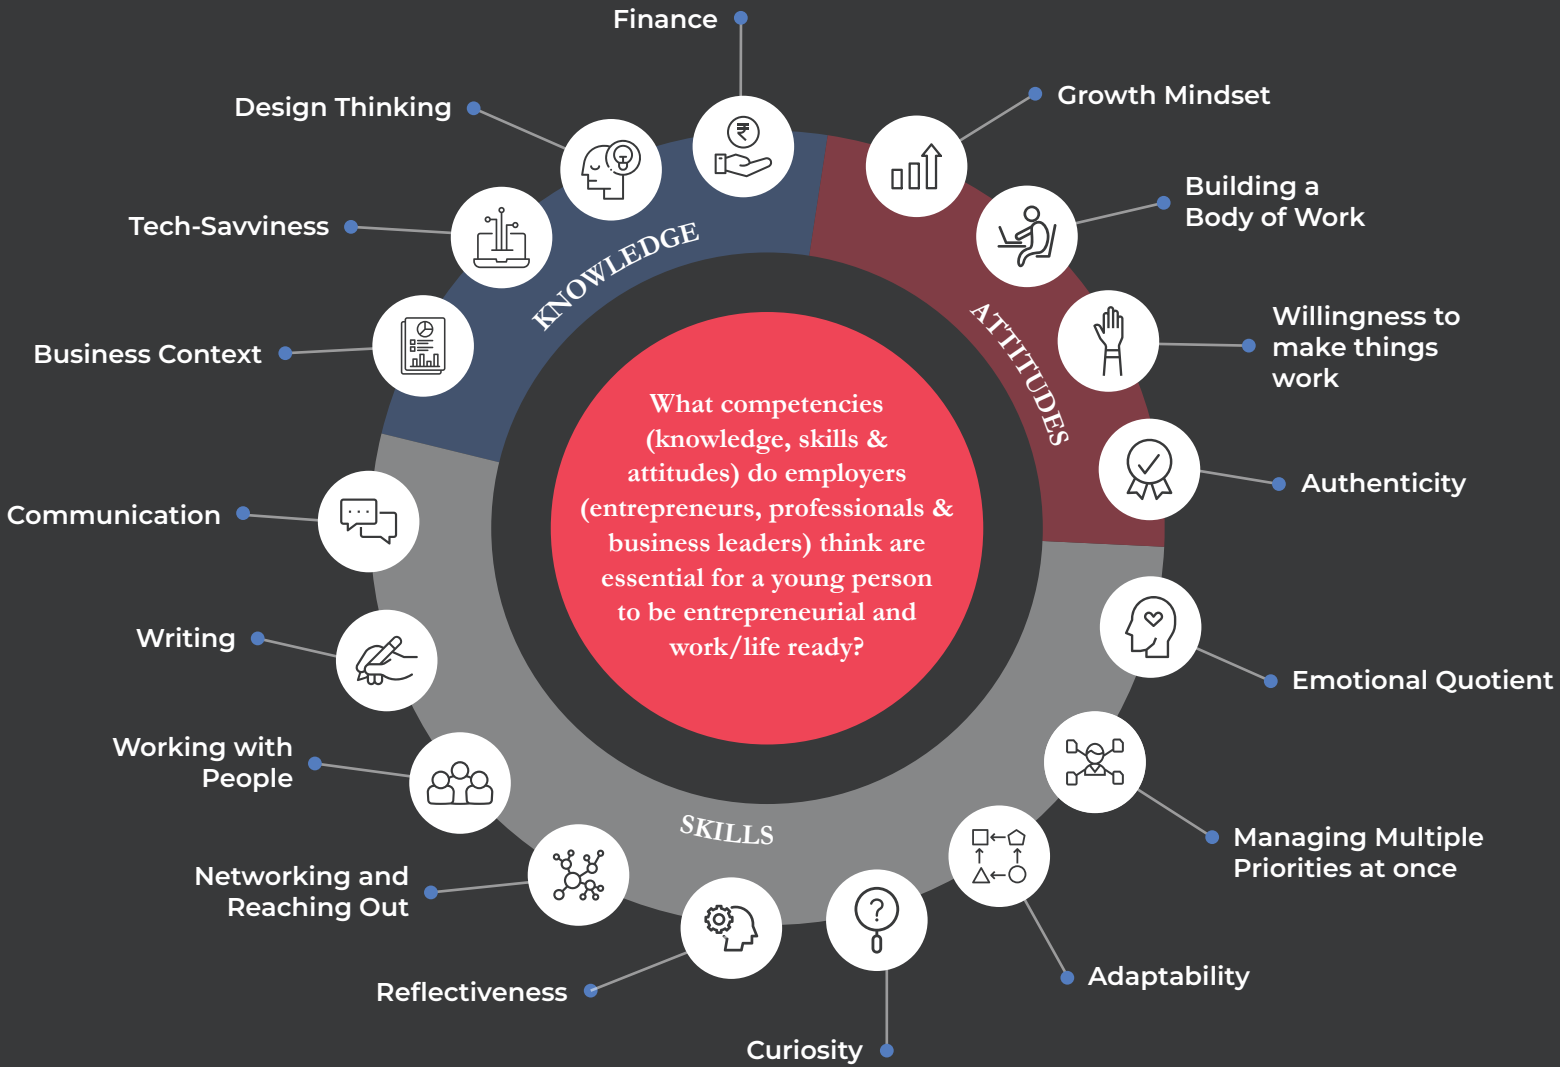 Finance
Design Thinking
Growth Mindset
Building a
Body of Work
Tech-Savviness
KNOWLEDGE
ATTITUDES
Willingness to
make things
work
Business Context
What competencies
(knowledge, skills &
attitudes) do employers
(entrepreneurs, professionals &
business leaders) think are
essential for a young person
to be entrepreneurial and
work/life ready?
Authenticity
Communication
Writing
Emotional Quotient
Working with
People
SKILLS
Managing Multiple
Priorities at once
Networking and
Reaching Out
Reflectiveness
Adaptability
Curiosity
₹
?